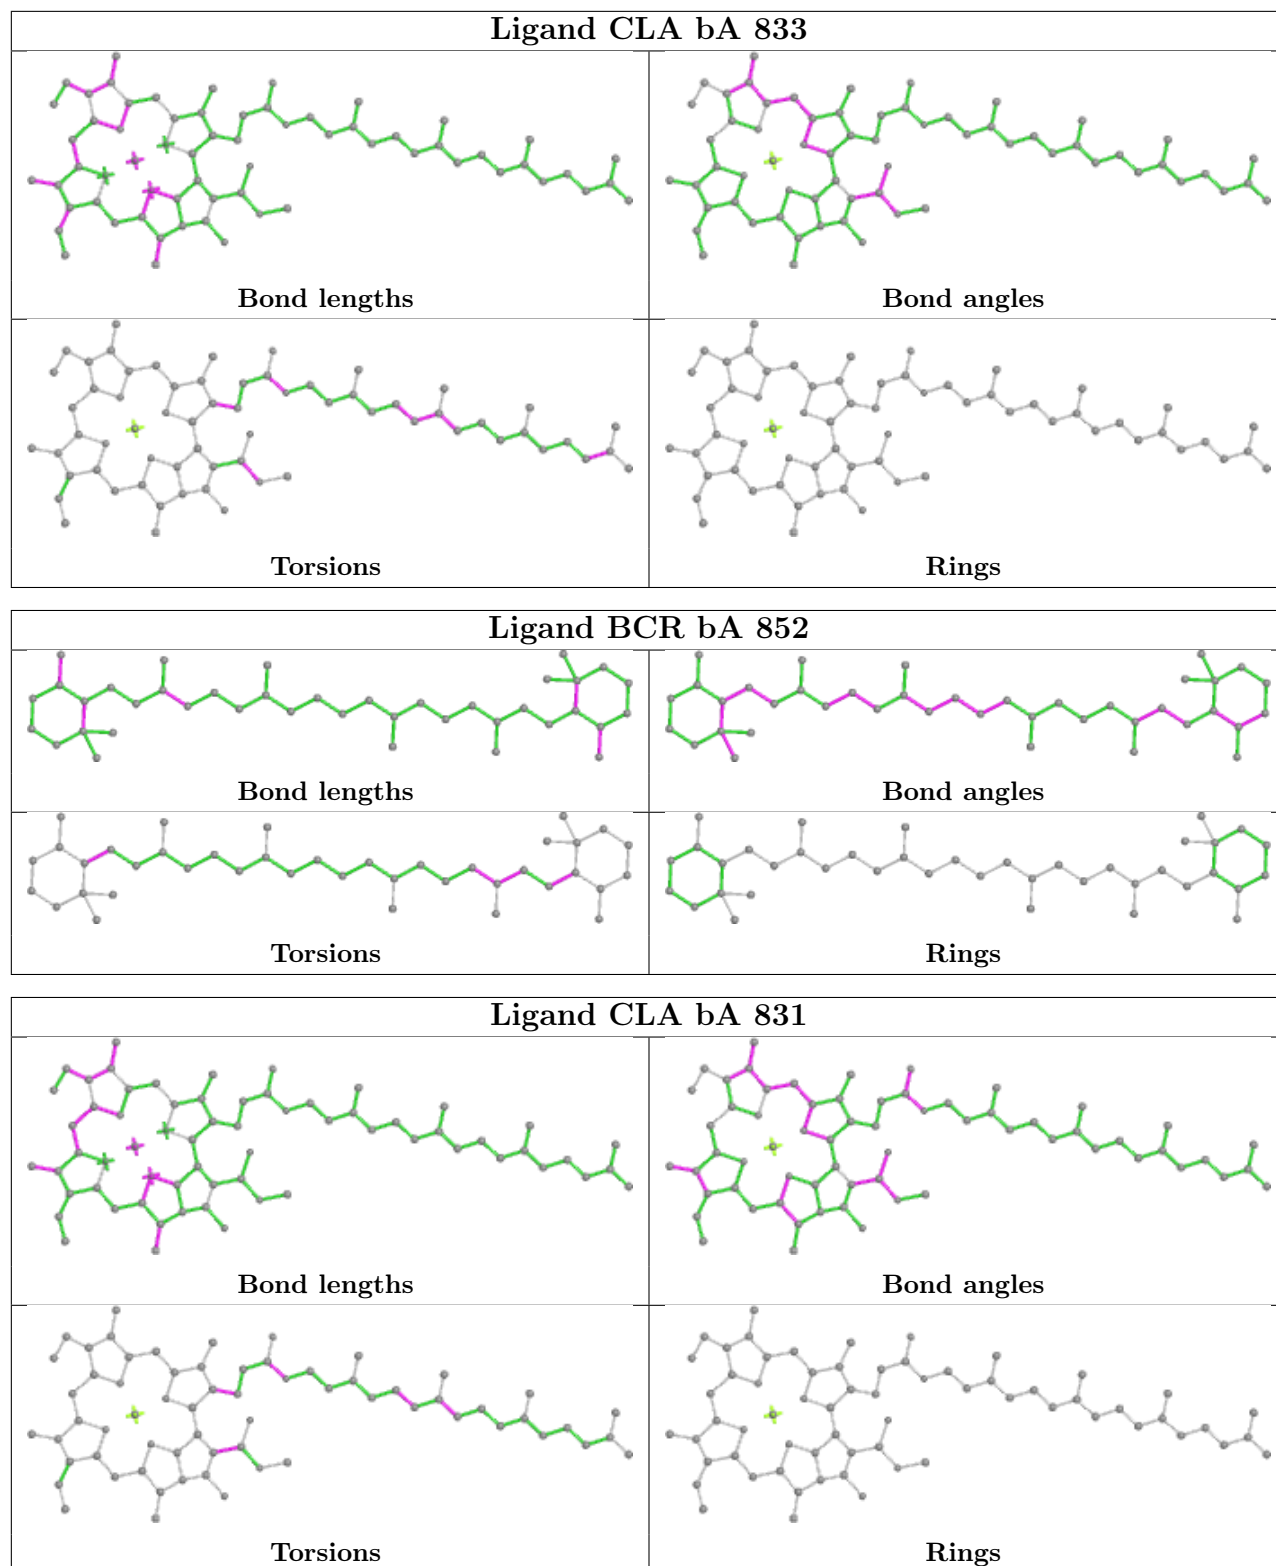 Ligand CLA bA 833
Bond lengths
Bond angles
Torsions
Rings
Ligand BCR bA 852
Bond lengths
Bond angles
Torsions
Rings
Ligand CLA bA 831
Bond lengths
Bond angles
Torsions
Rings